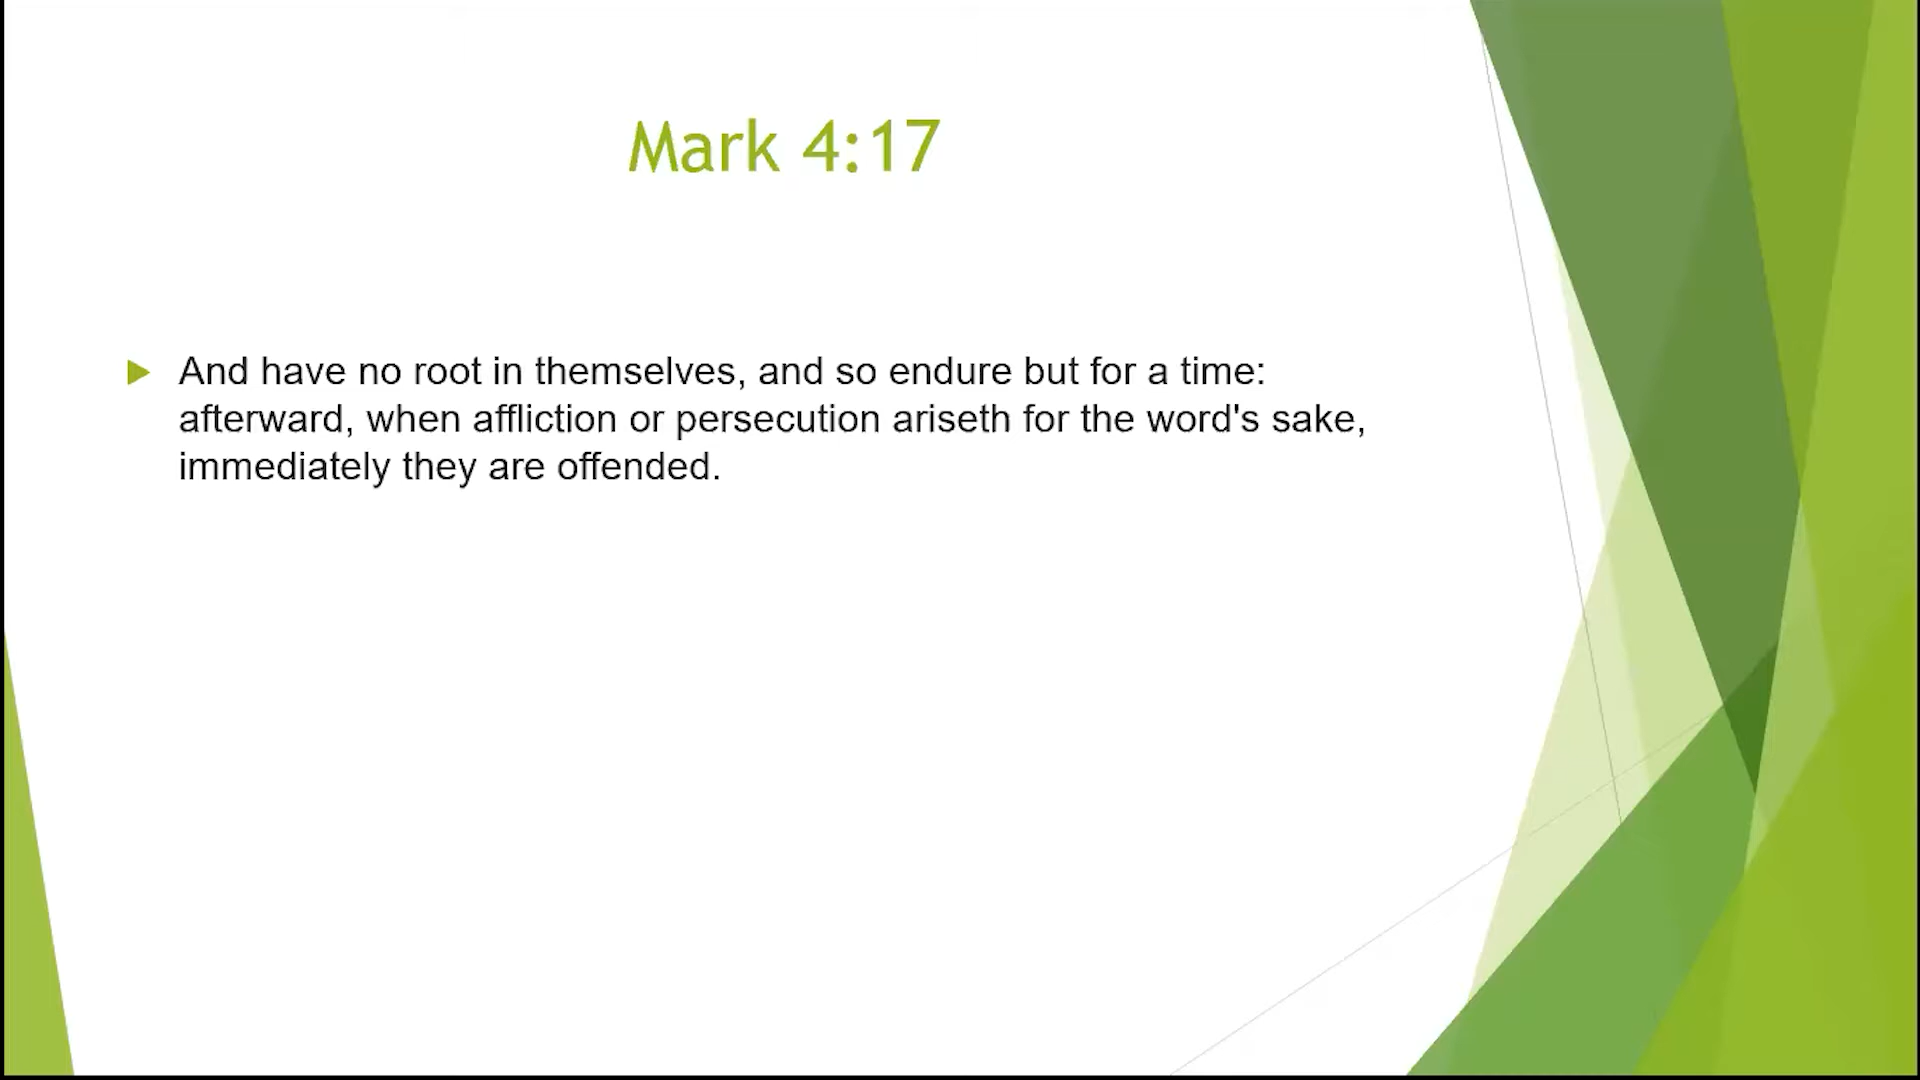 Mark 4:17
And have no root in themselves, and so endure but for a time:
afterward, when affliction or persecution ariseth for the word's sake,
immediately they are offended.